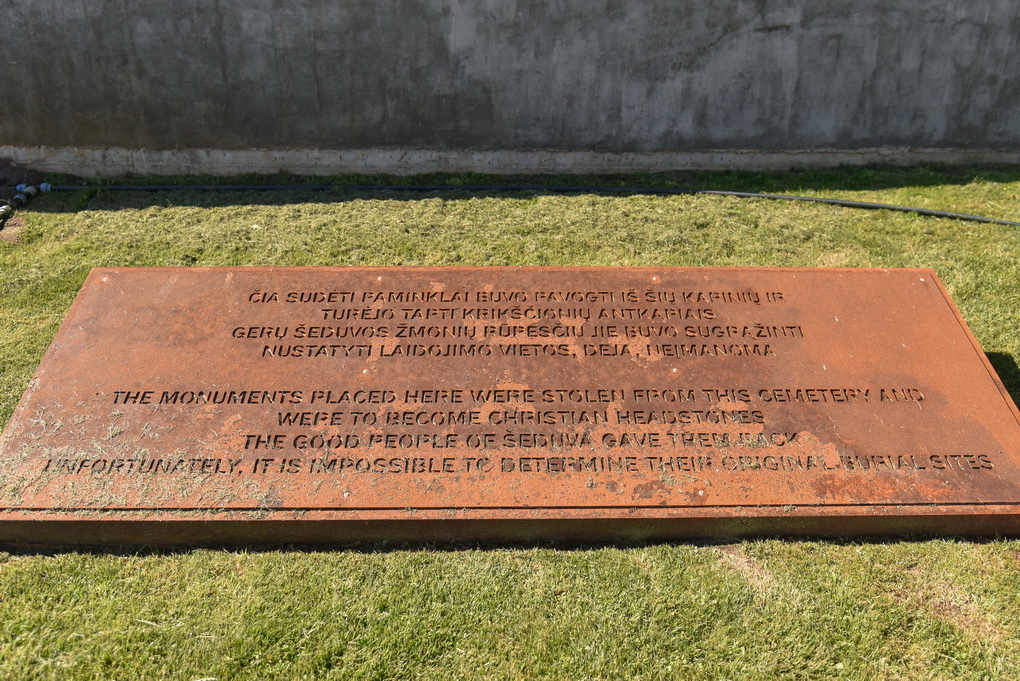 ČIA SUDĖTI PAMINKLAI BUVO PAVOGTI IŠ ŠIŲ KAPINIŲ IR
TURĖJO TAPTI KRIKŠČIONIŲ ANTKAPIAIS
GERŲ ŠEDUVOS ŽMONIŲ RŪPESČIU JIE BUVO SUGRĄŽINTI
NUSTATYTI LAIDOJIMO VIETOS, DEJA, NEĮMANOMA
THE MONUMENTS PLACED HERE WERE STOLEN FROM THIS CEMETERY AND
WERE TO BECOME CHRISTIAN HEADSTONES
THE GOOD PEOPLE OF ŠEDUVA GAVE THEM BACK
UNFORTUNATELY, IT IS IMPOSSIBLE TO DETERMINE THEIR ORIGINAL BURIAL SITES